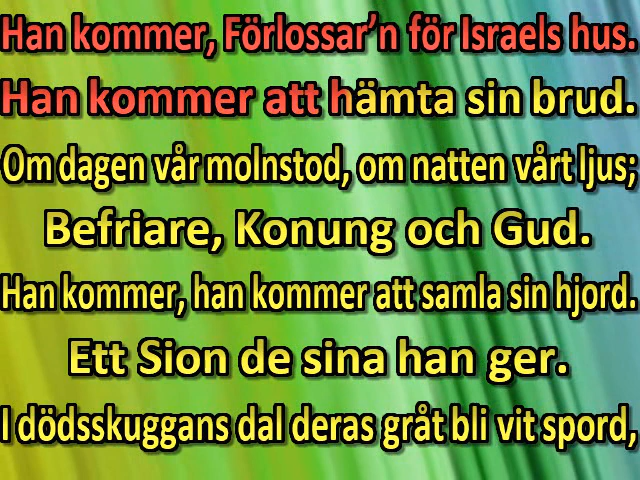 Han kommer, Förlossar'n för Israels hus.
Han kommer att hämta sin brud.
Om dagen vår molnstod, om natten vårt ljus;
Befriare, Konung och Gud.
Han kommer, han kommer att samla sin hjord.
Ett Sion de sina han ger.
I dödsskuggans dal deras gråt bli vit spord,